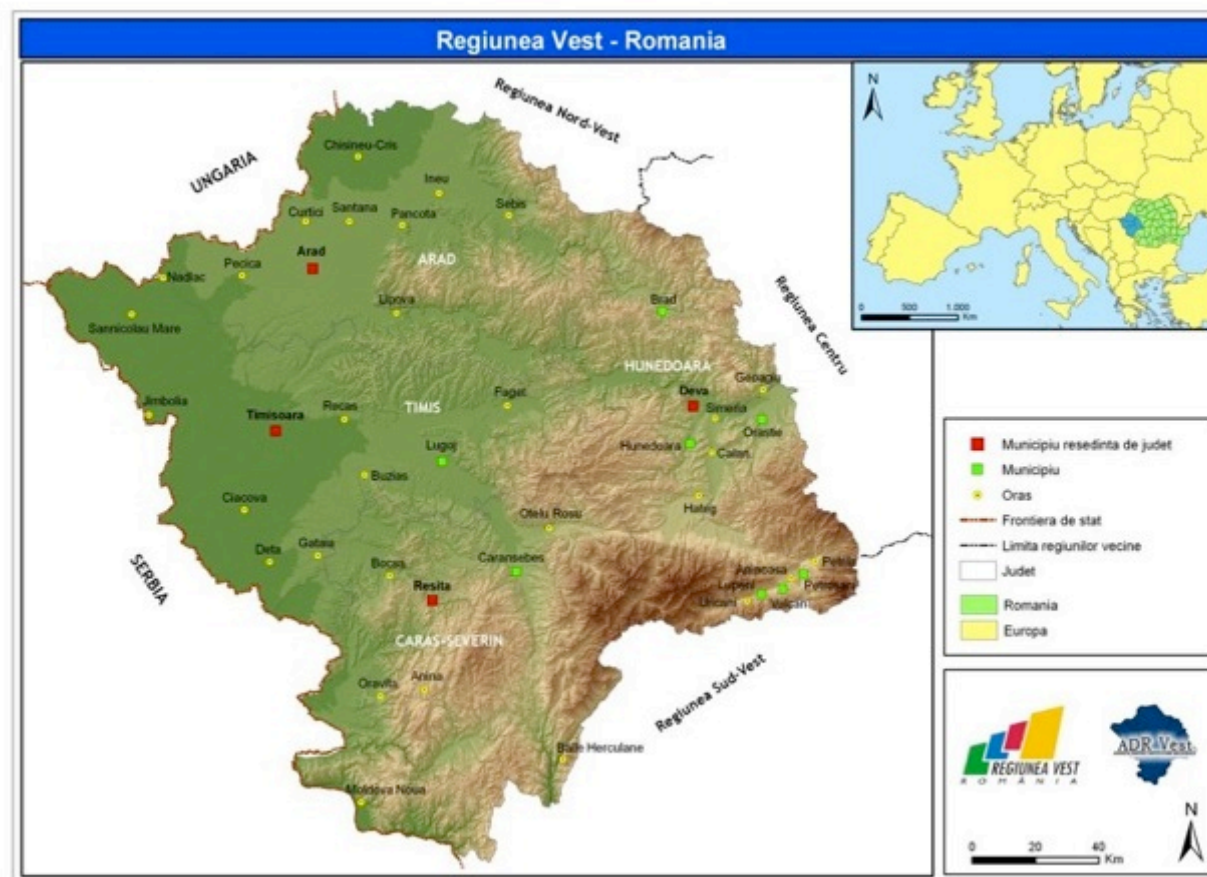 Regiunea Vest - Romania
Regiunea Nord-Vest
N
UNGARIA
Chisineu-Cris
Ineu
Curtici
Santana
Pancota
Sebis
Arad
ARAD
Nadlac
Pecica
Sannicolau Mare
Lipova
Brad
Regiunea Centru
0 500 1.000
Km
HUNEDOARA
Geoagiu
Jimbolia
Timisoara
Recas
TIMIS
Faget
Deva
Simeria
Orastie
Lugoj
Hunedoara
Calan
Buzias
Ciacova
Hateg
Otelu Rosu
Deta
Gataia
Bocsa
Caransebes
Petrila
Aninoasa
Lupeni
Petrosani
Uricani
Vulcan
SERBIA
Resita
CARAS-SEVERIN
Regiunea Sud-Vest
Oravita
Anina
Baile Herculane
Moldova Noua
Municipiu resedinta de judet
Municipiu
Oras
Frontiera de stat
Limita regiunilor vecine
Judet
Romania
Europa
REGIUNEA VEST
ROMÂNIA
ADR Vest
N
0 20 40
Km